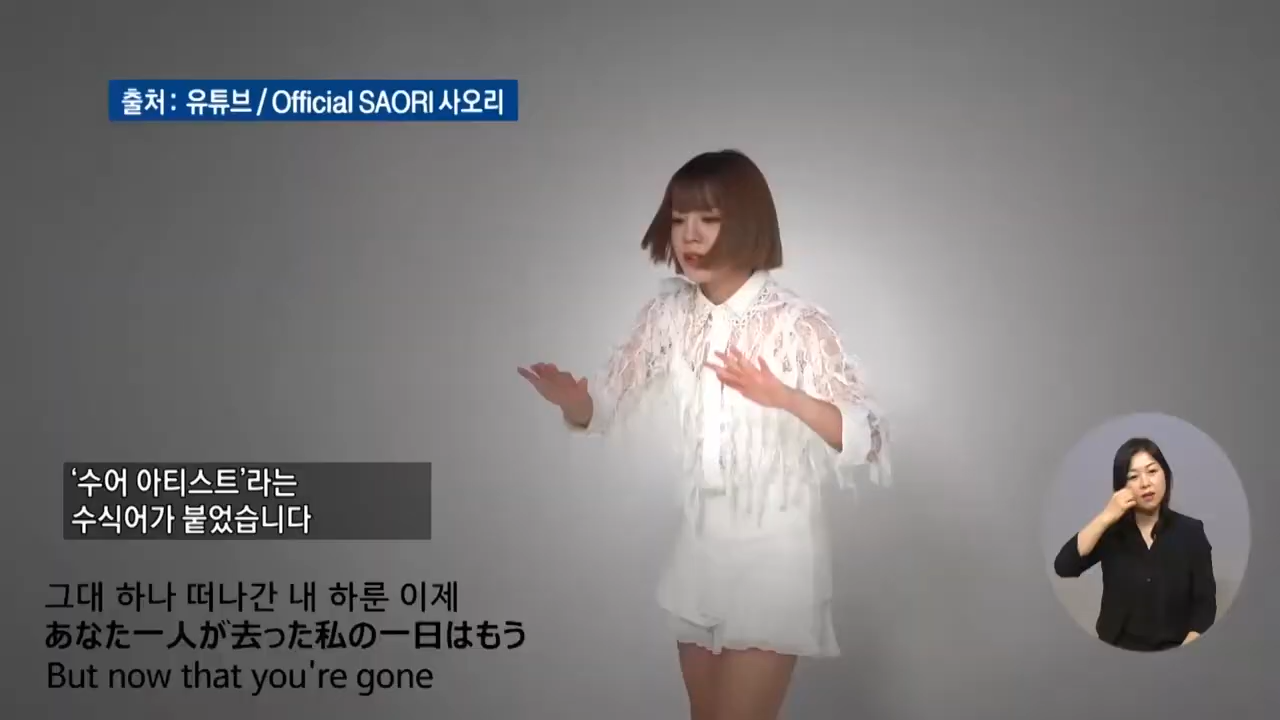 출처 : 유튜브 / Official SAORI 사오리
‘수어 아티스트’라는
수식어가 붙었습니다
그대 하나 떠나간 내 하룬 이제
あなた一人が去った私の一日はもう
But now that you're gone